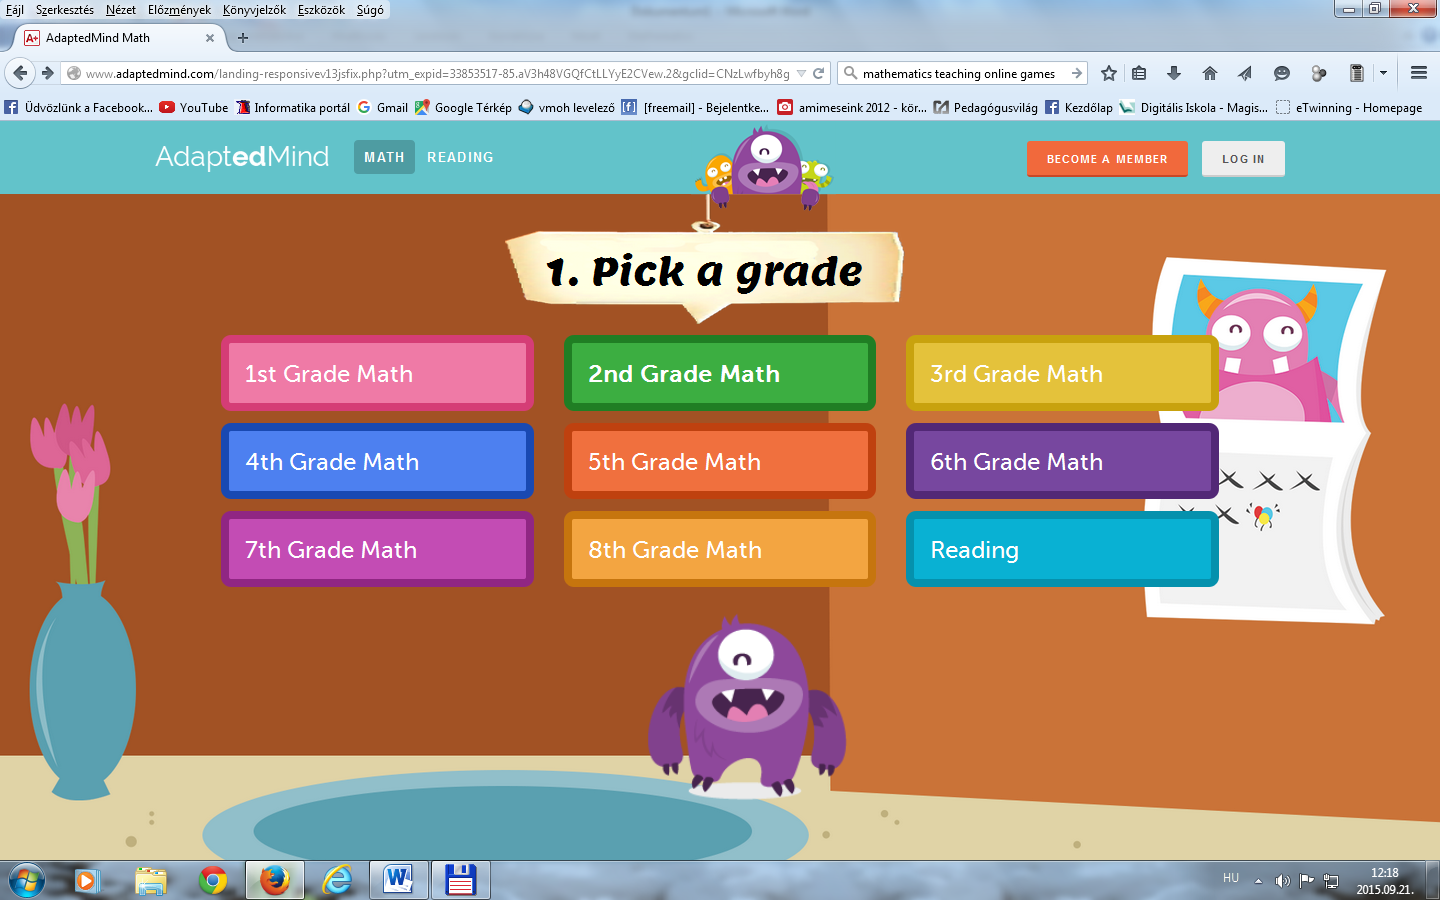 Fájl Szerkesztés Nézet Előzmények Könyvjelzők Eszközök Súgó
AdaptedMind Math
www.adaptedmind.com/landing-responsivev13jsfix.php?utm_expid=33853517-85.aV3h48VGQfCtLLYyE2CVew.2&gclid=CNzLwfbyh8g
mathematics teaching online games
Üdvözlünk a Facebook... YouTube Informatika portál Gmail Google Térkép vmoh levelező [freemail] - Bejelentke... amimeseink 2012 - kör... Pedagógusvilág Kezdőlap Digitális Iskola - Magis... eTwinning - Homepage
AdaptedMind MATH READING BECOME A MEMBER LOG IN
1. Pick a grade
1st Grade Math 2nd Grade Math 3rd Grade Math
4th Grade Math 5th Grade Math 6th Grade Math
7th Grade Math 8th Grade Math Reading
HU 12:18
2015.09.21.